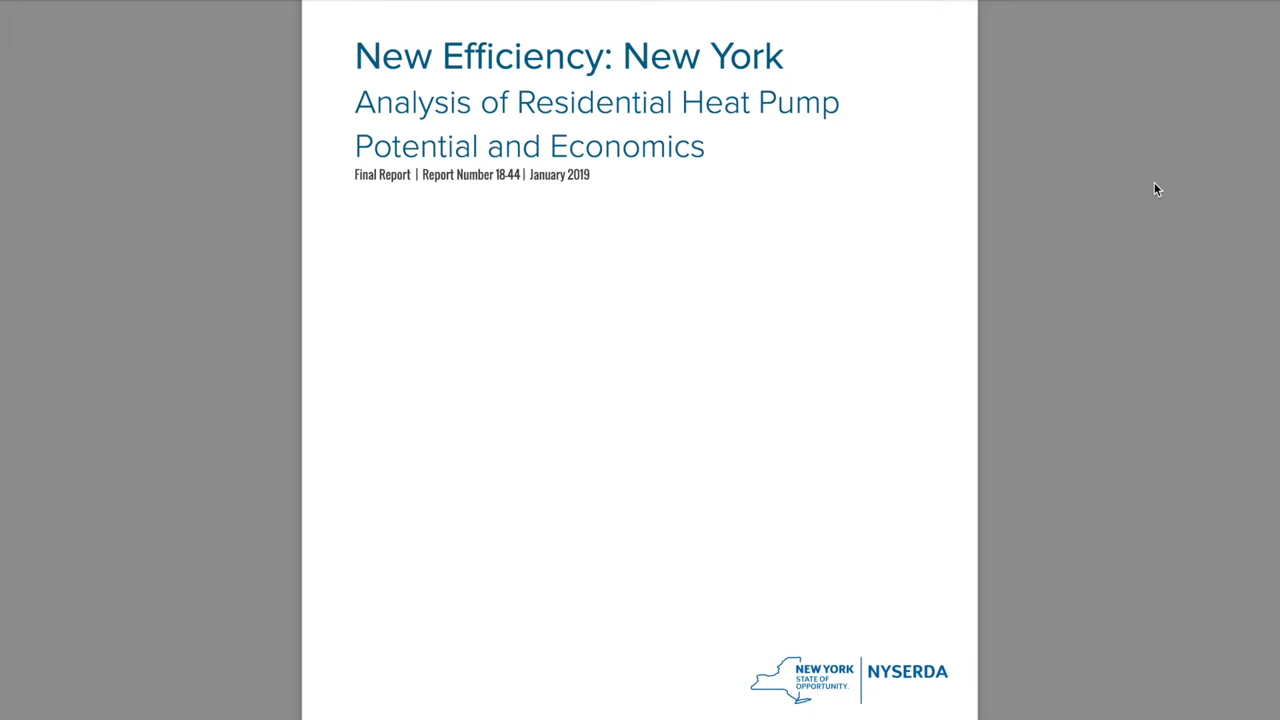 New Efficiency: New York
Analysis of Residential Heat Pump
Potential and Economics
Final Report | Report Number 18-44 | January 2019
NEW YORK
STATE OF
OPPORTUNITY.
NYSERDA